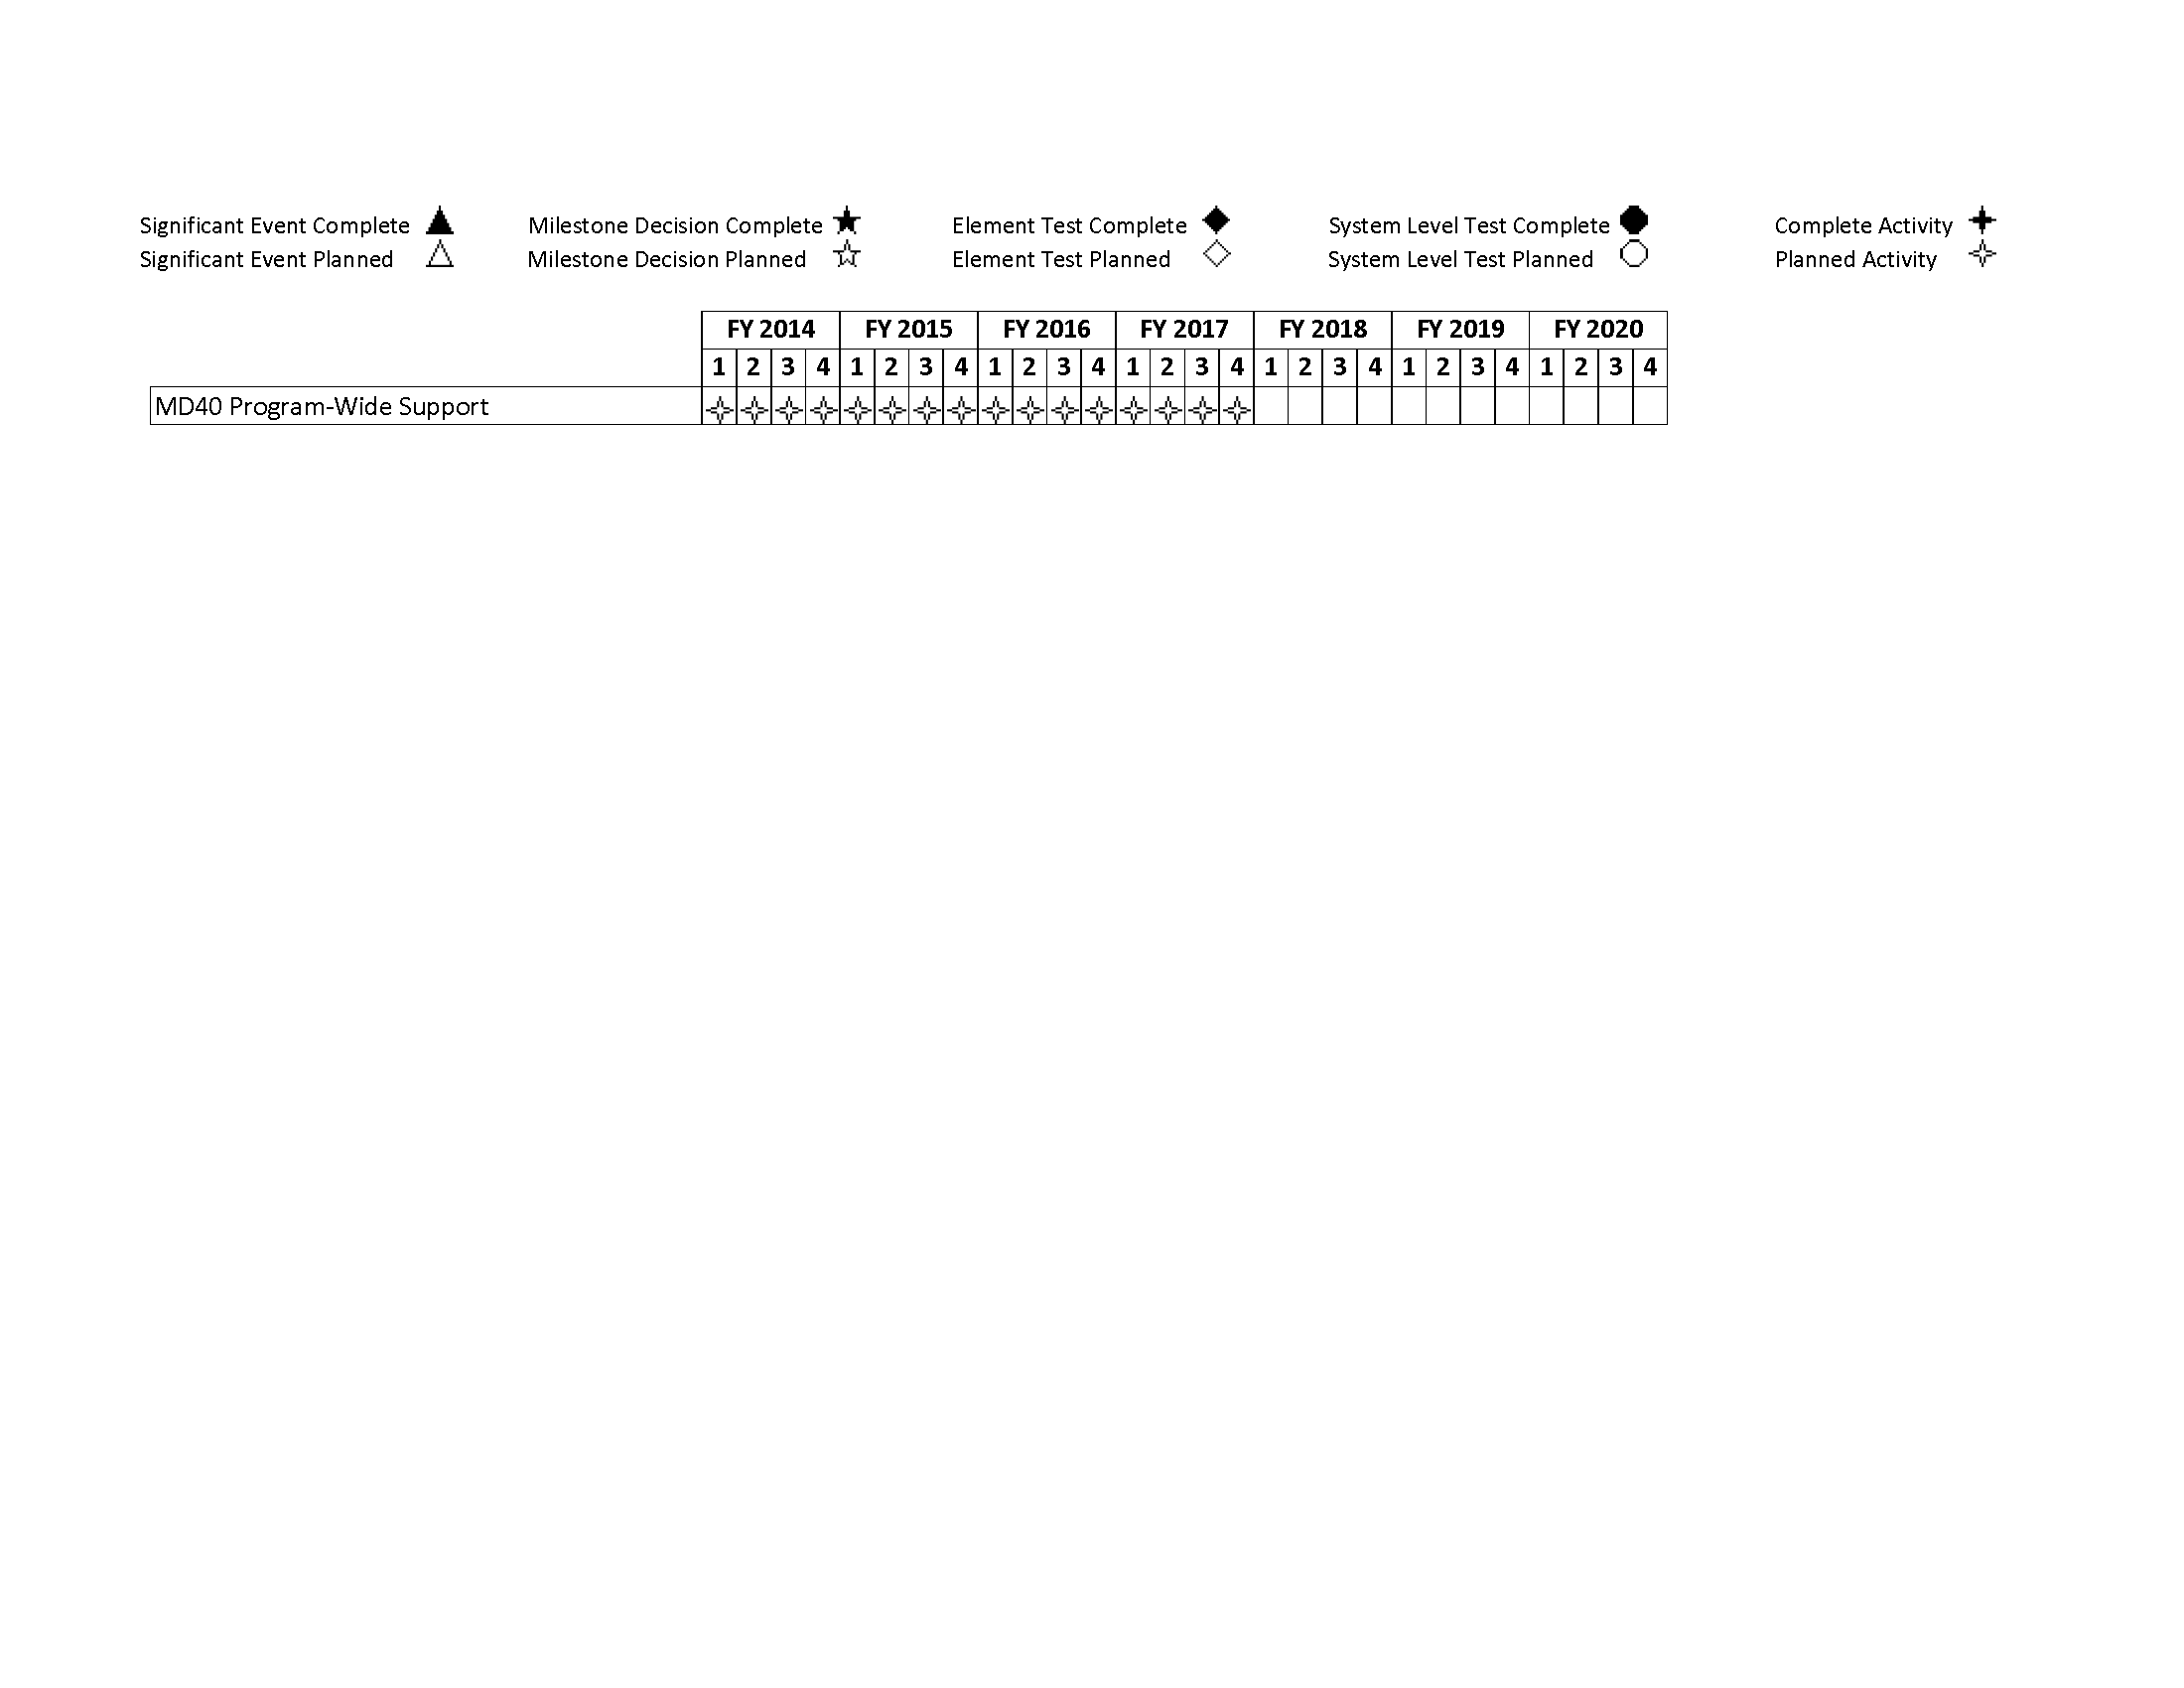 Significant Event Complete Milestone Decision Complete Element Test Complete System Level Test Complete Complete Activity
Significant Event Planned Milestone Decision Planned Element Test Planned System Level Test Planned Planned Activity
FY 2014 FY 2015 FY 2016 FY 2017 FY 2018 FY 2019 FY 2020
1 2 3 4 1 2 3 4 1 2 3 4 1 2 3 4 1 2 3 4 1 2 3 4 1 2 3 4
MD40 Program-Wide Support